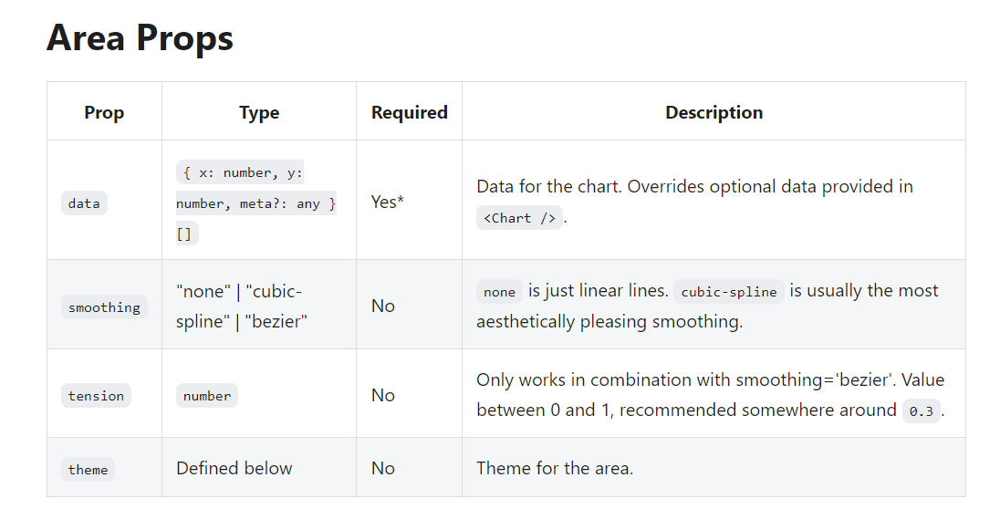 Area Props
Prop Type Required Description
data
{ x: number, y:
number, meta?: any }
[]
Yes*
Data for the chart. Overrides optional data provided in
<Chart />.
smoothing
"none" | "cubic-
spline" | "bezier"
No
none is just linear lines. cubic-spline is usually the most
aesthetically pleasing smoothing.
tension
number
No
Only works in combination with smoothing='bezier'. Value
between 0 and 1, recommended somewhere around 0.3.
theme
Defined below
No
Theme for the area.